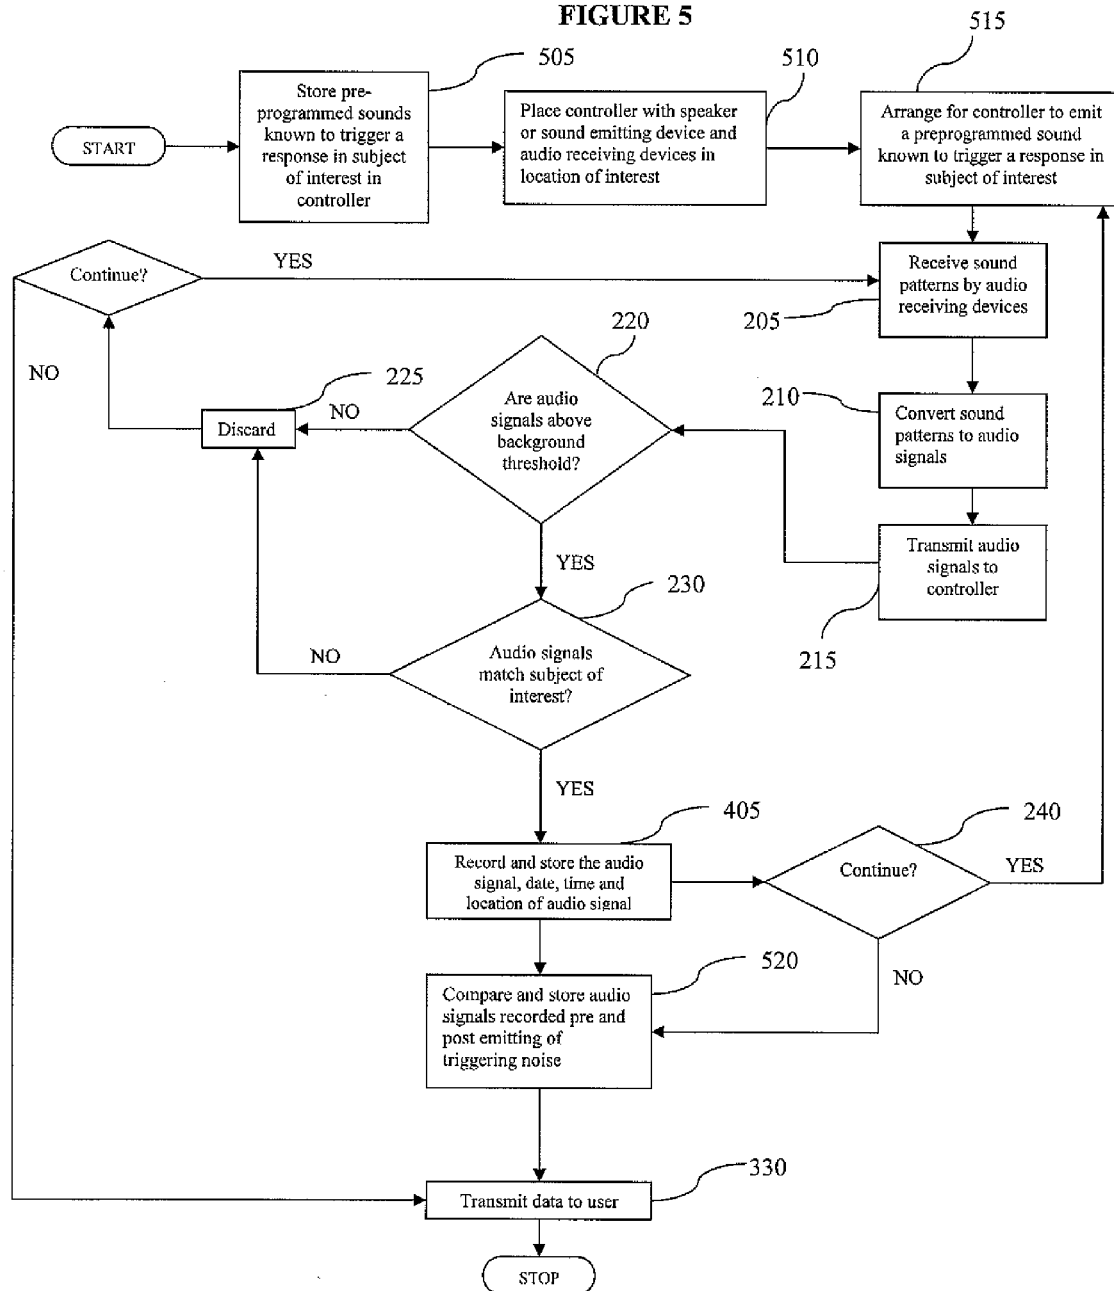 FIGURE 5
505
510
515
START
Store pre-
programmed sounds
known to trigger a
response in subject
of interest in
controller
Place controller with speaker
or sound emitting device and
audio receiving devices in
location of interest
Arrange for controller to emit
a preprogrammed sound
known to trigger a response in
subject of interest
Continue?
YES
NO
Receive sound
patterns by audio
receiving devices
205
220
225
Discard
NO
Are audio
signals above
background
threshold?
210
Convert sound
patterns to audio
signals
YES
Transmit audio
signals to
controller
215
230
NO
Audio signals
match subject of
interest?
YES
405
Record and store the audio
signal, date, time and
location of audio signal
240
Continue?
YES
NO
520
Compare and store audio
signals recorded pre and
post emitting of
triggering noise
330
Transmit data to user
STOP